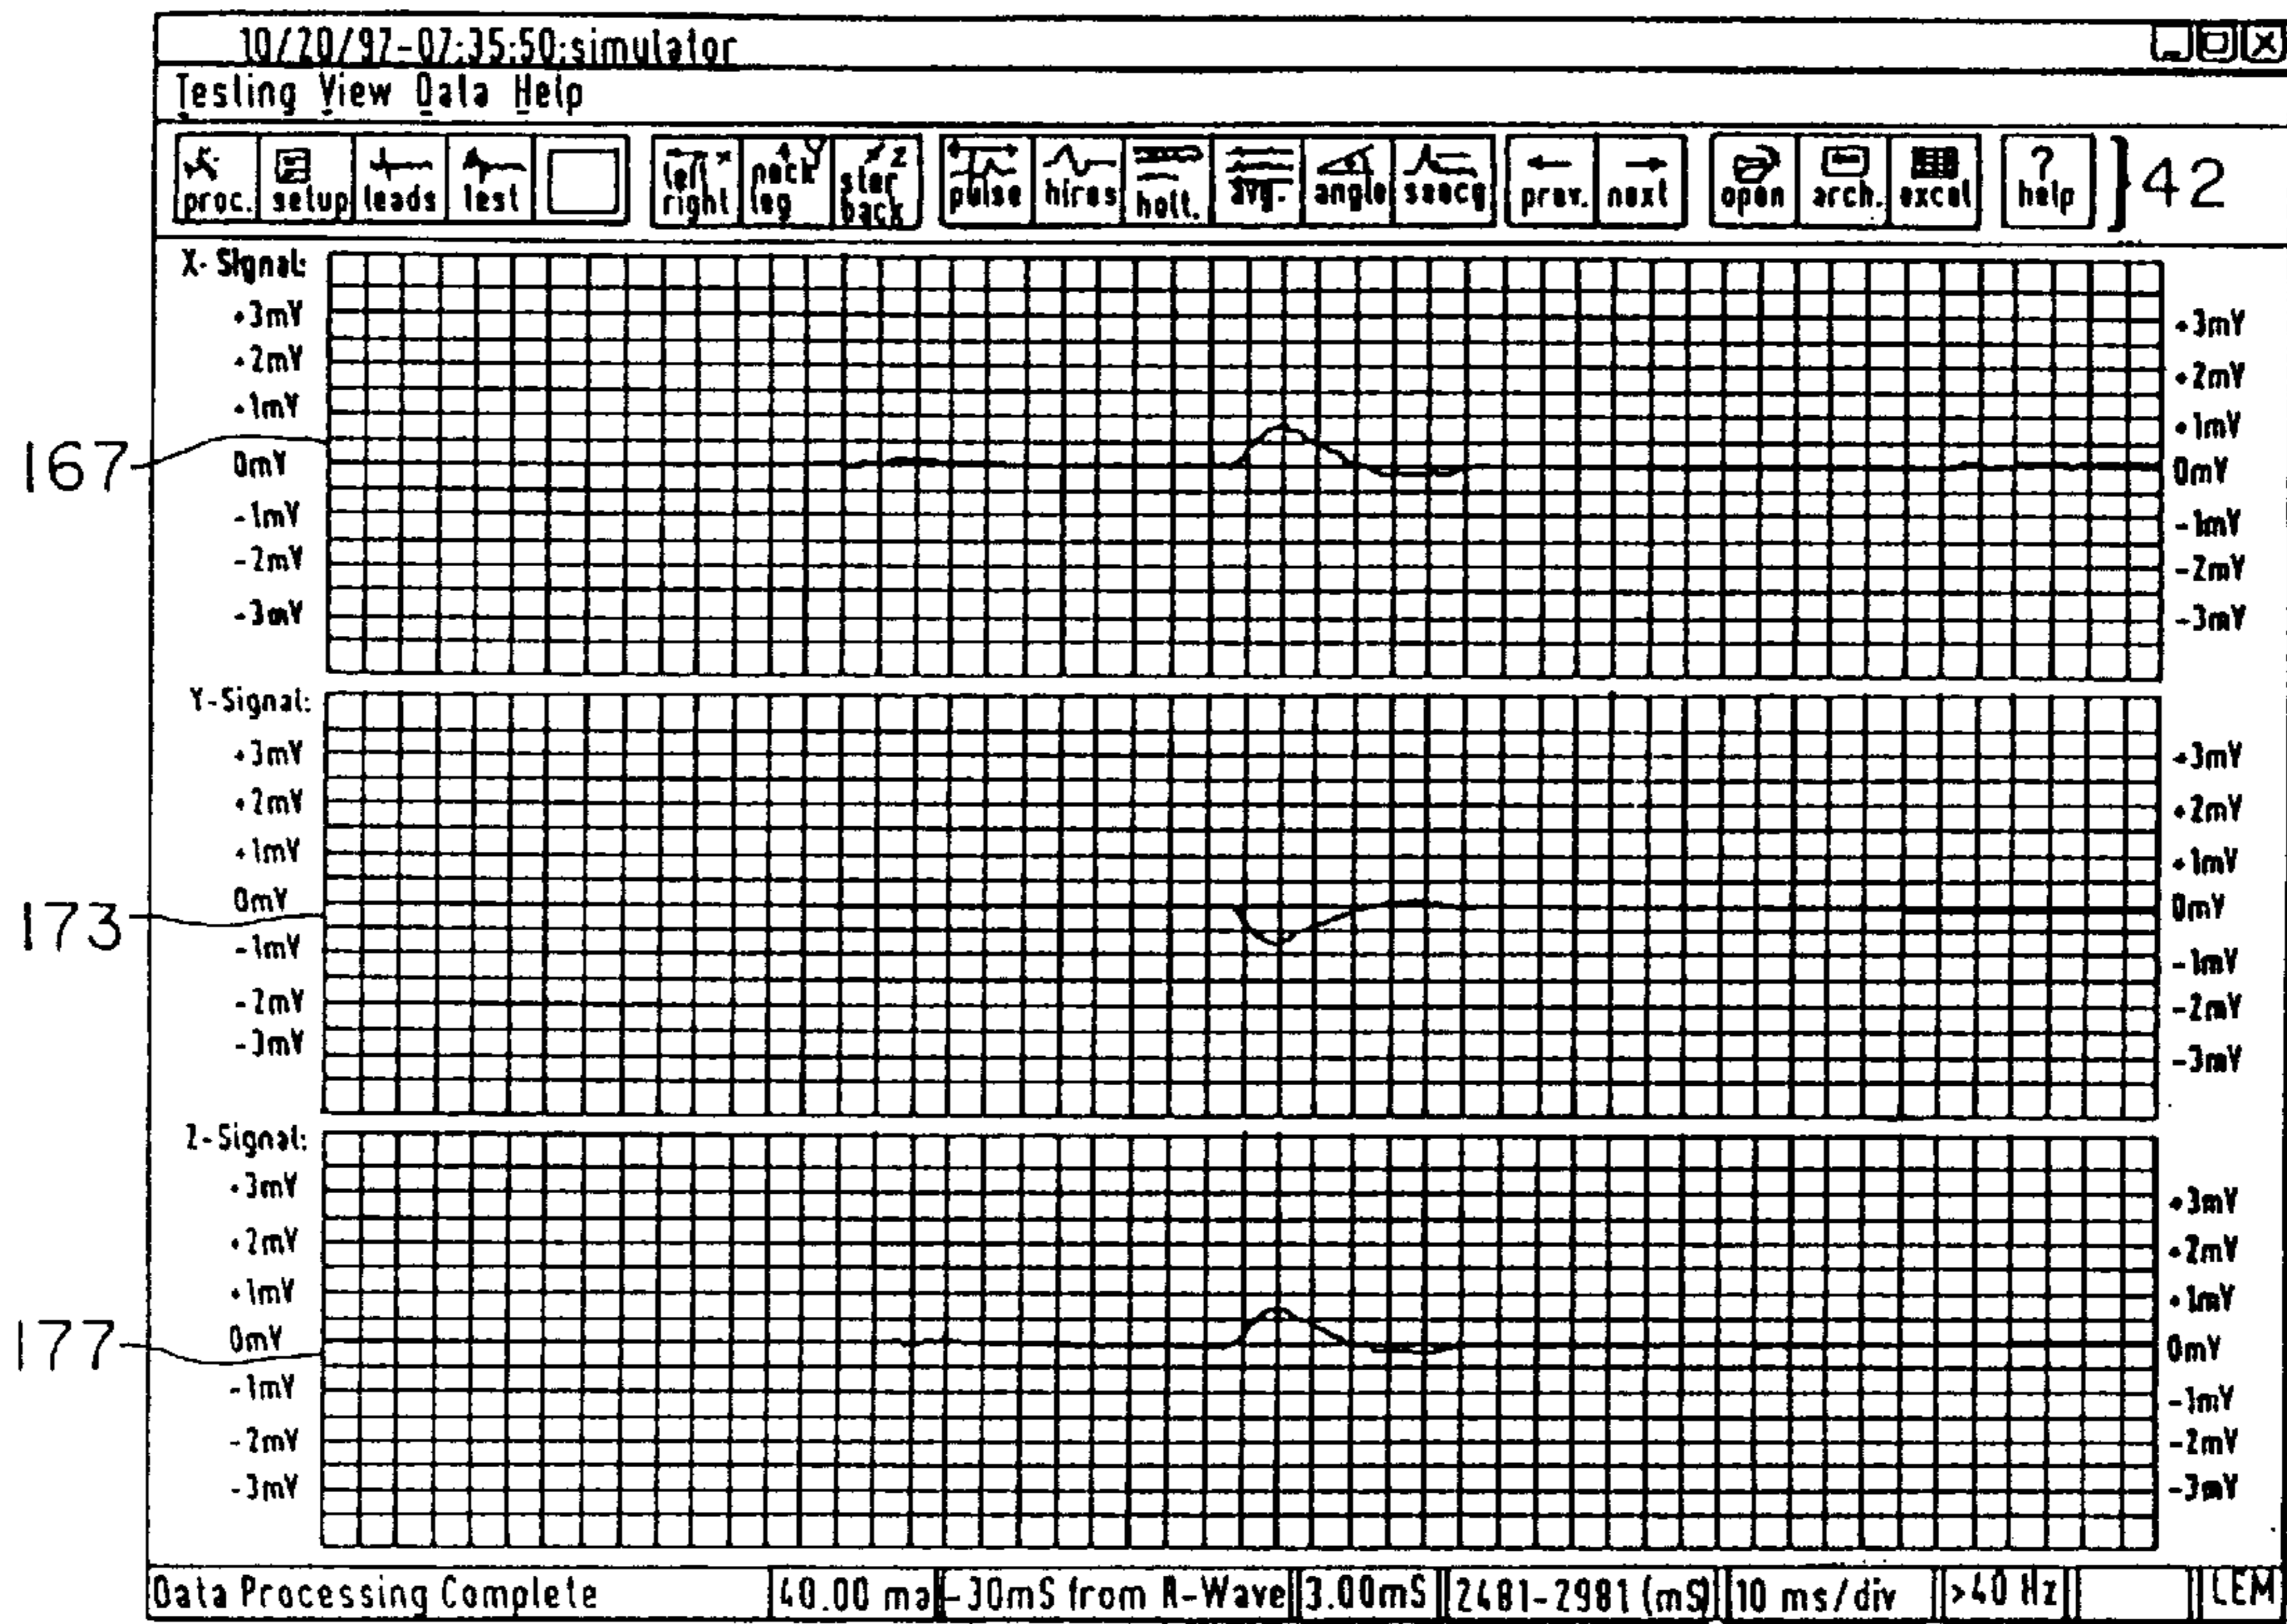 10/20/97-07:35:50:simulator
Testing View Data Help
proc. setup leads test left right x neck leg y ster back z pulse hires holt. avg. angle saecg prev. next open arch. excel ? help 42
X-Signal:
+3mV +3mV
+2mV +2mV
+1mV +1mV
167 0mV 0mV
-1mV -1mV
-2mV -2mV
-3mV -3mV
Y-Signal:
+3mV +3mV
+2mV +2mV
+1mV +1mV
173 0mV 0mV
-1mV -1mV
-2mV -2mV
-3mV -3mV
Z-Signal:
+3mV +3mV
+2mV +2mV
+1mV +1mV
177 0mV 0mV
-1mV -1mV
-2mV -2mV
-3mV -3mV
Data Processing Complete 40.00 ma -30mS from R-Wave 3.00mS 2481-2981 (mS) 10 ms/div >40 Hz LEM